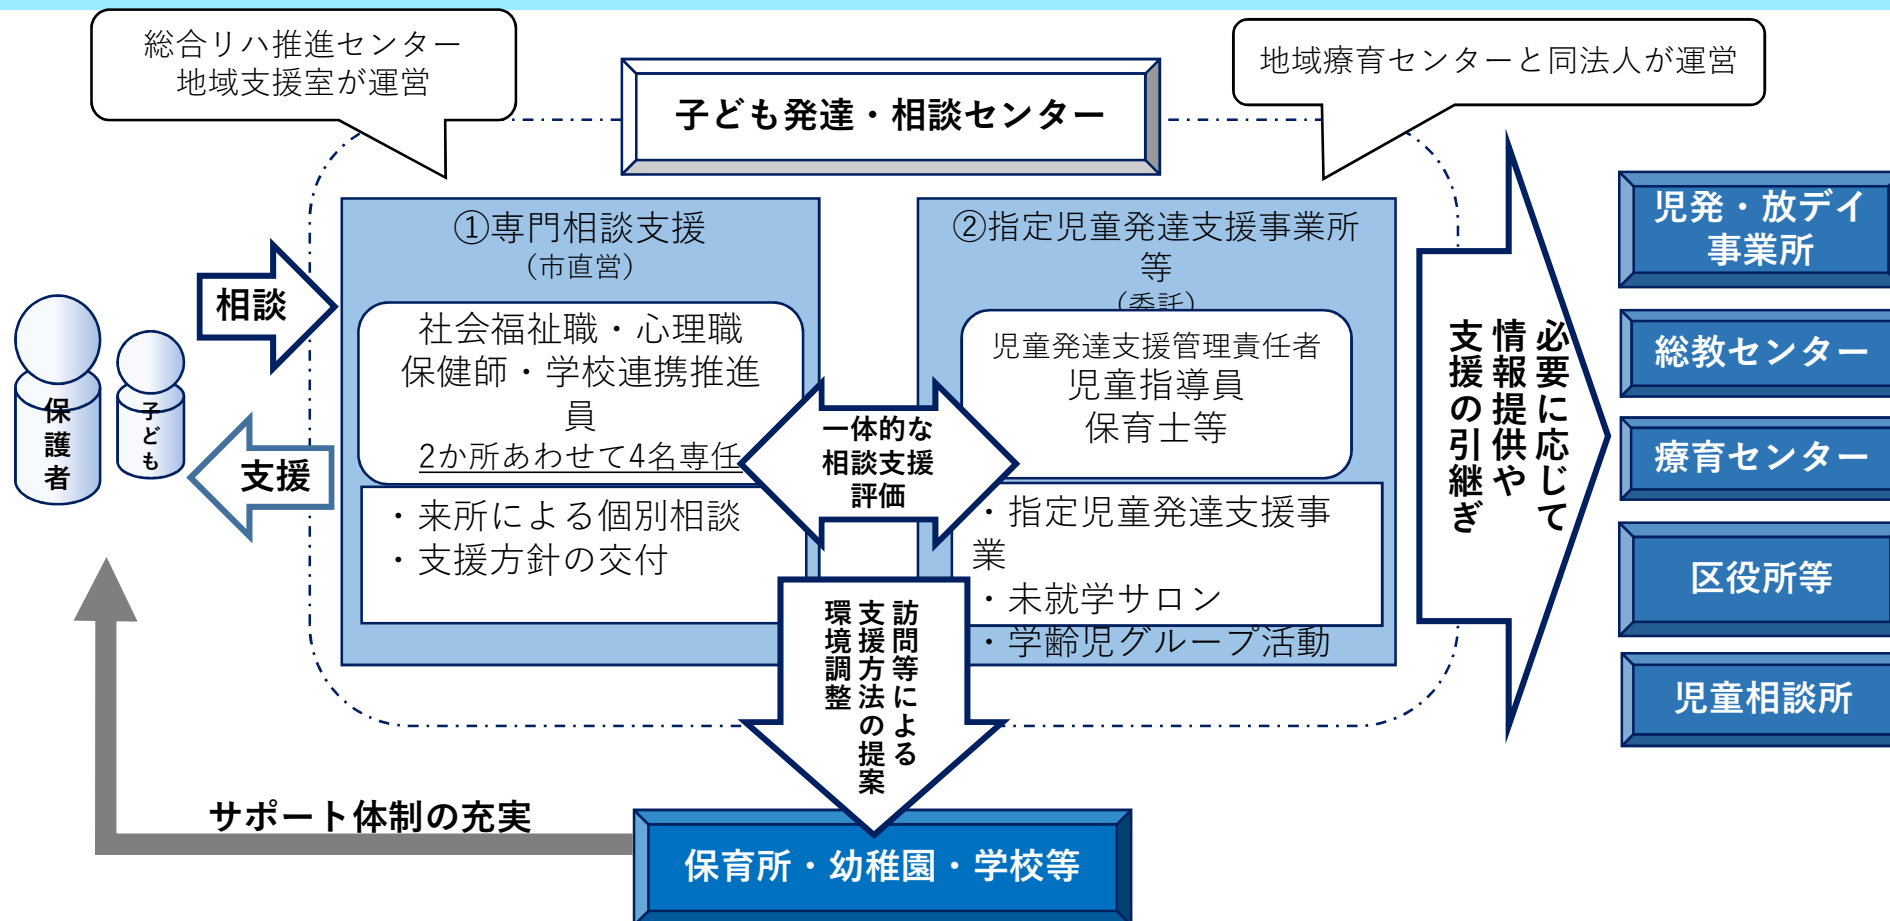 総合リハ推進センター
地域支援室が運営
地域療育センターと同法人が運営
子ども発達・相談センター
①専門相談支援
（市直営）
社会福祉職・心理職
保健師・学校連携推進
員
2か所あわせて4名専任
・来所による個別相談
・支援方針の交付
②指定児童発達支援事業所
等
（委託）
児童発達支援管理責任者
児童指導員
保育士等
・指定児童発達支援事
業
・未就学サロン
・学齢児グループ活動
相談
支援
保護者
子ども
一体的な
相談支援
評価
訪問等による
支援方法の提案
環境調整
必要に応じて
情報提供や
支援の引継ぎ
児発・放デイ
事業所
総教センター
療育センター
区役所等
児童相談所
サポート体制の充実
保育所・幼稚園・学校等